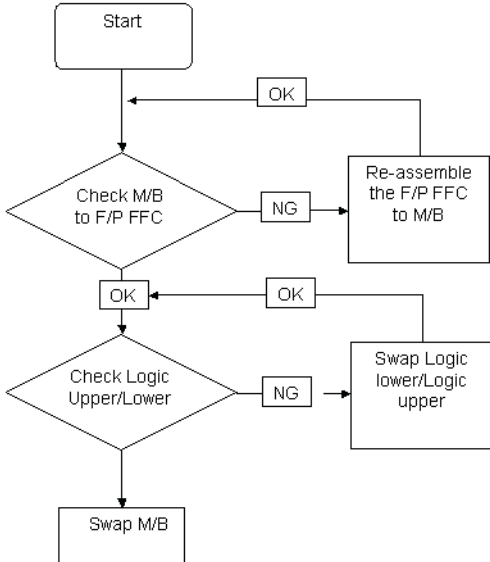 Start
OK
Check M/B
to F/P FFC
NG
Re-assemble
the F/P FFC
to M/B
OK
OK
Check Logic
Upper/Lower
NG
Swap Logic
lower/Logic
upper
Swap M/B